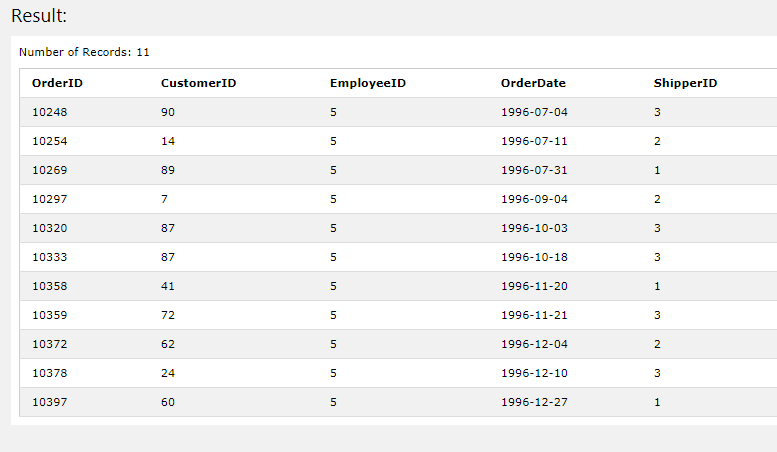 Result:
Number of Records: 11
OrderID CustomerID EmployeeID OrderDate ShipperID
10248 90 5 1996-07-04 3
10254 14 5 1996-07-11 2
10269 89 5 1996-07-31 1
10297 7 5 1996-09-04 2
10320 87 5 1996-10-03 3
10333 87 5 1996-10-18 3
10358 41 5 1996-11-20 1
10359 72 5 1996-11-21 3
10372 62 5 1996-12-04 2
10378 24 5 1996-12-10 3
10397 60 5 1996-12-27 1